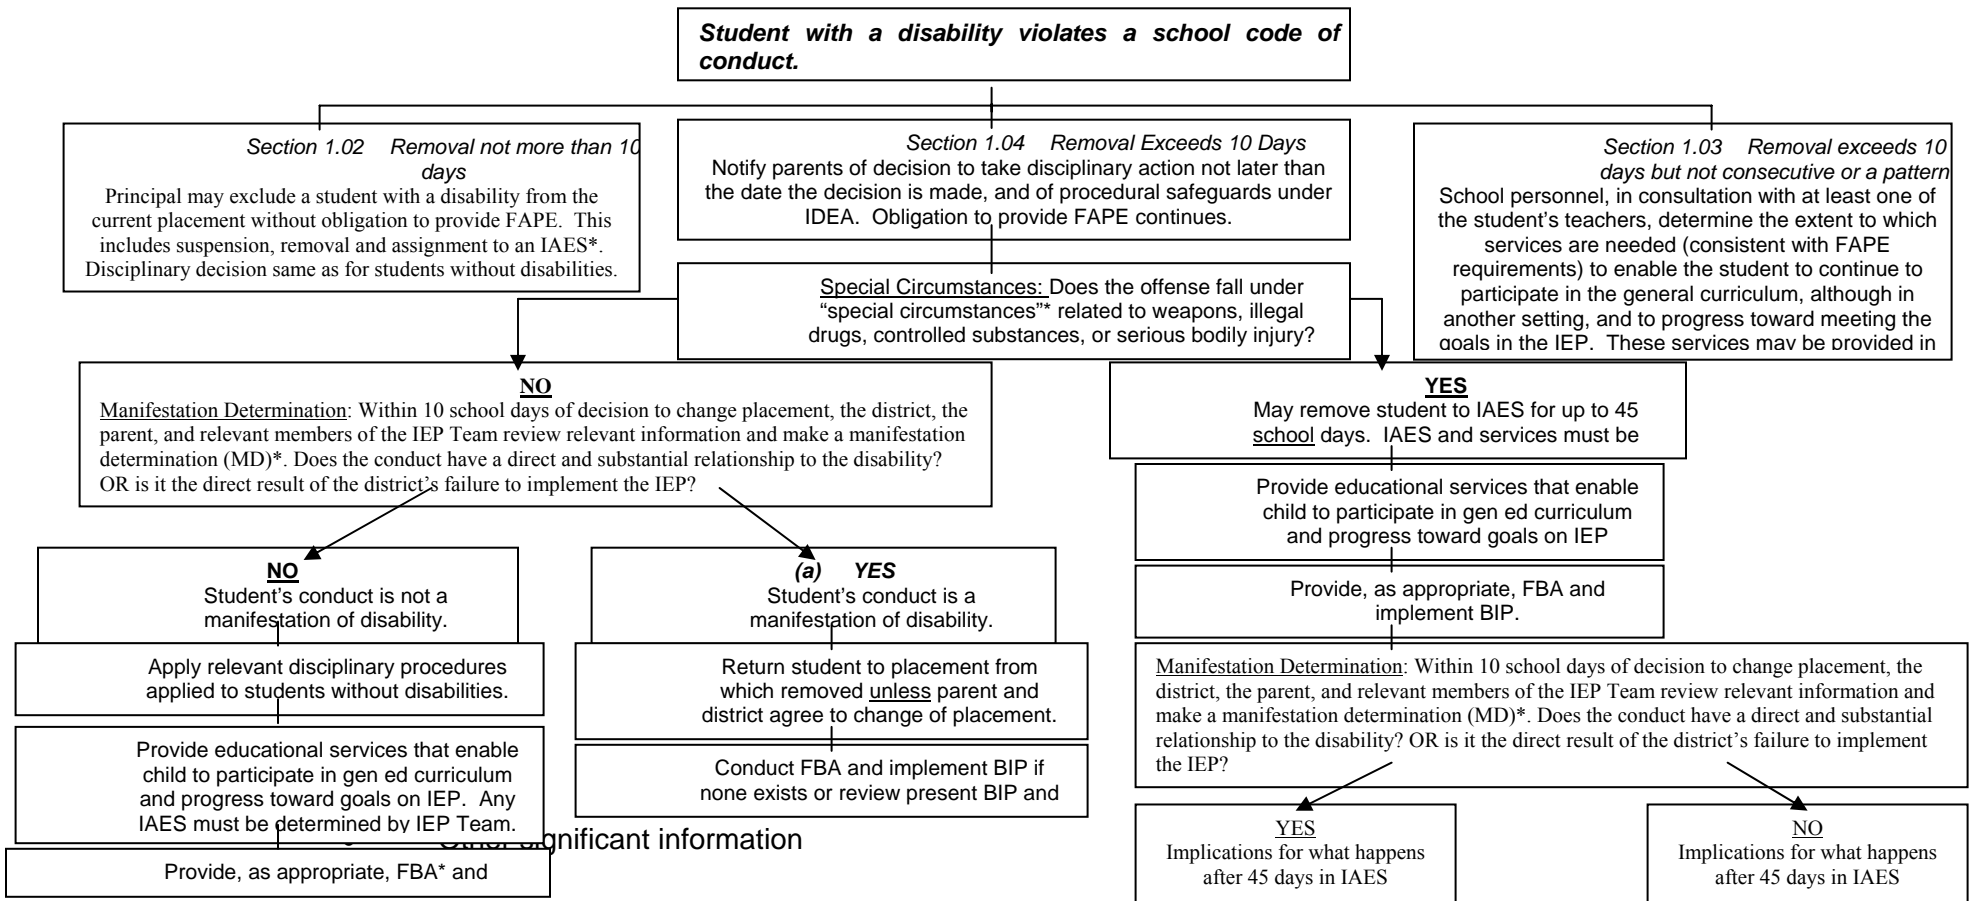 Student with a disability violates a school code of
conduct.
Section 1.02 Removal not more than 10
days
Principal may exclude a student with a disability from the
current placement without obligation to provide FAPE. This
includes suspension, removal and assignment to an IAES*.
Disciplinary decision same as for students without disabilities.
Section 1.04 Removal Exceeds 10 Days
Notify parents of decision to take disciplinary action not later than
the date the decision is made, and of procedural safeguards under
IDEA. Obligation to provide FAPE continues.
Section 1.03 Removal exceeds 10
days but not consecutive or a pattern
School personnel, in consultation with at least one of
the student’s teachers, determine the extent to which
services are needed (consistent with FAPE
requirements) to enable the student to continue to
participate in the general curriculum, although in
another setting, and to progress toward meeting the
goals in the IEP. These services may be provided in
Special Circumstances: Does the offense fall under
“special circumstances”* related to weapons, illegal
drugs, controlled substances, or serious bodily injury?
NO
Manifestation Determination: Within 10 school days of decision to change placement, the district, the
parent, and relevant members of the IEP Team review relevant information and make a manifestation
determination (MD)*. Does the conduct have a direct and substantial relationship to the disability?
OR is it the direct result of the district’s failure to implement the IEP?
YES
May remove student to IAES for up to 45
school days. IAES and services must be
Provide educational services that enable
child to participate in gen ed curriculum
and progress toward goals on IEP
Provide, as appropriate, FBA and
implement BIP.
NO
Student’s conduct is not a
manifestation of disability.
Apply relevant disciplinary procedures
applied to students without disabilities.
Provide educational services that enable
child to participate in gen ed curriculum
and progress toward goals on IEP. Any
IAES must be determined by IEP Team.
Provide, as appropriate, FBA* and
(a) YES
Student’s conduct is a
manifestation of disability.
Return student to placement from
which removed unless parent and
district agree to change of placement.
Conduct FBA and implement BIP if
none exists or review present BIP and
Other significant information
Manifestation Determination: Within 10 school days of decision to change placement, the
district, the parent, and relevant members of the IEP Team review relevant information and
make a manifestation determination (MD)*. Does the conduct have a direct and substantial
relationship to the disability? OR is it the direct result of the district’s failure to implement
the IEP?
YES
Implications for what happens
after 45 days in IAES
NO
Implications for what happens
after 45 days in IAES